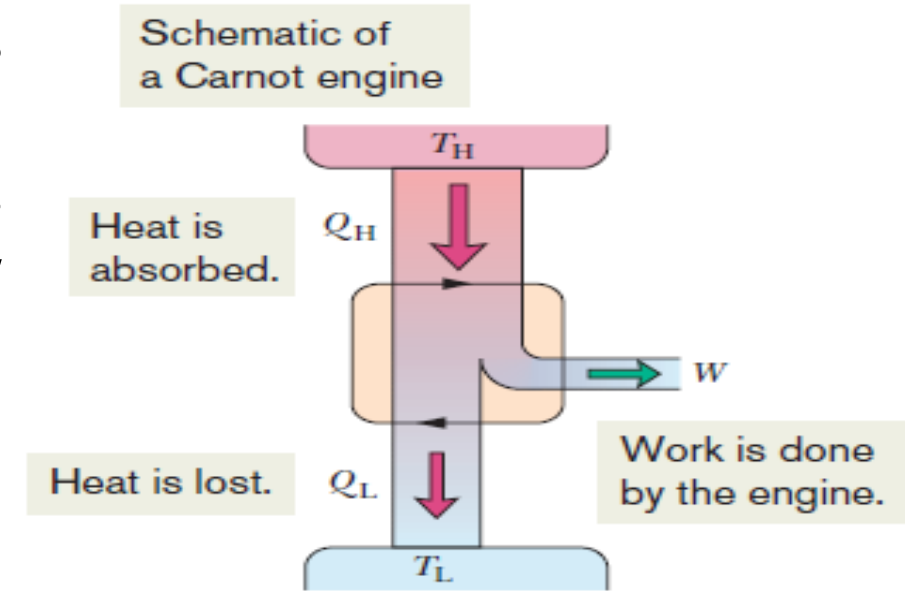 Schematic of
a Carnot engine
T_H
Heat is
absorbed.
Q_H
W
Work is done
by the engine.
Heat is lost.
Q_L
T_L